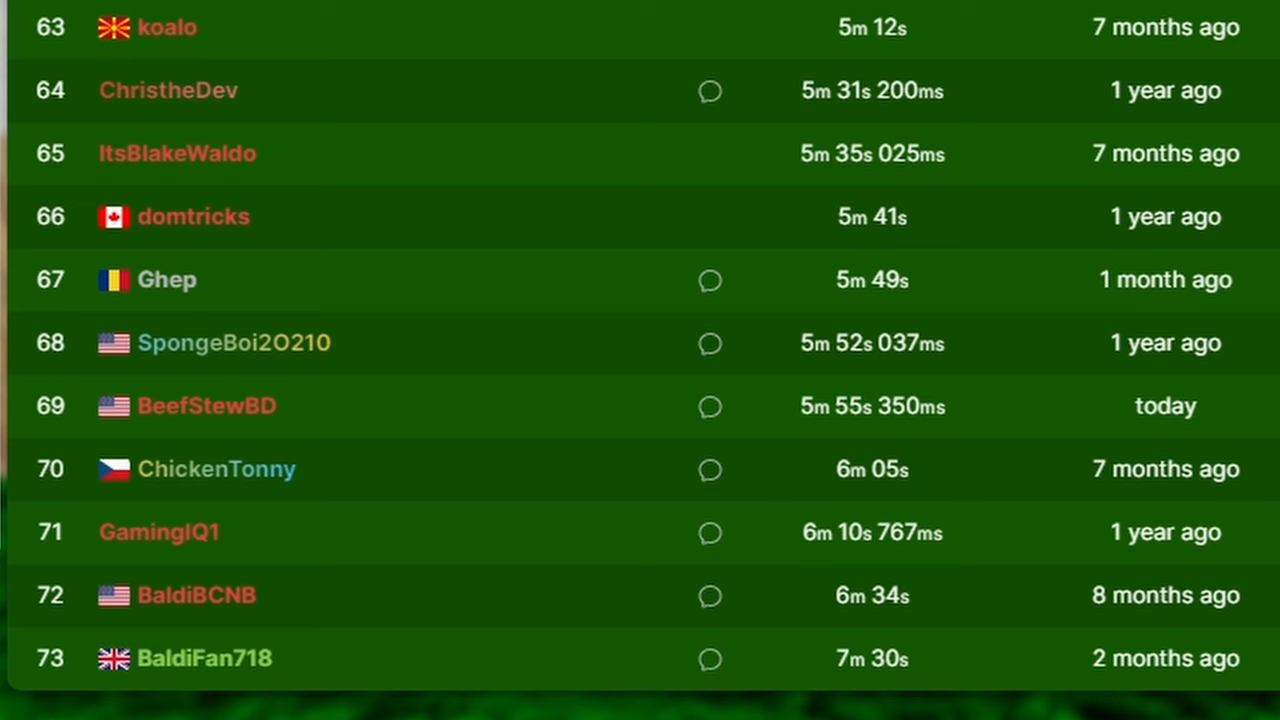 63 koalo 5m 12s 7 months ago
64 ChristheDev 5m 31s 200ms 1 year ago
65 ItsBlakeWaldo 5m 35s 025ms 7 months ago
66 domtricks 5m 41s 1 year ago
67 Ghep 5m 49s 1 month ago
68 SpongeBoi2O210 5m 52s 037ms 1 year ago
69 BeefStewBD 5m 55s 350ms today
70 ChickenTonny 6m 05s 7 months ago
71 GamingIQ1 6m 10s 767ms 1 year ago
72 BaldiBCNB 6m 34s 8 months ago
73 BaldiFan718 7m 30s 2 months ago